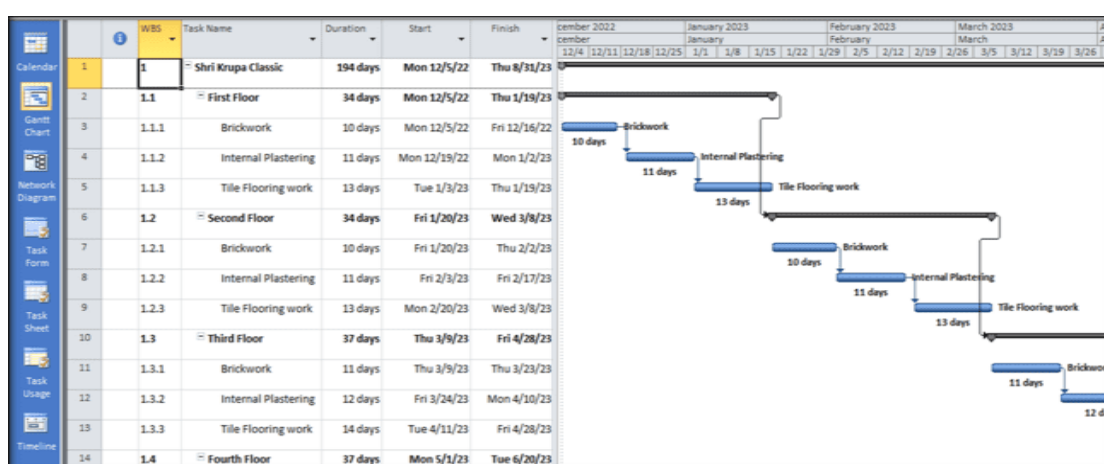 WBS Task Name Duration Start Finish cember 2022 January 2023 February 2023 March 2023 A
cember January February March A
12/4 12/11 12/18 12/25 1/1 1/8 1/15 1/22 1/29 2/5 2/12 2/19 2/26 3/5 3/12 3/19 3/26
Calendar
Gantt
Chart
Network
Diagram
Task
Form
Task
Sheet
Task
Usage
Timeline
1 1 Shri Krupa Classic 194 days Mon 12/5/22 Thu 8/31/23
2 1.1 First Floor 34 days Mon 12/5/22 Thu 1/19/23
3 1.1.1 Brickwork 10 days Mon 12/5/22 Fri 12/16/22 Brickwork
10 days
4 1.1.2 Internal Plastering 11 days Mon 12/19/22 Mon 1/2/23 Internal Plastering
11 days
5 1.1.3 Tile Flooring work 13 days Tue 1/3/23 Thu 1/19/23 Tile Flooring work
13 days
6 1.2 Second Floor 34 days Fri 1/20/23 Wed 3/8/23
7 1.2.1 Brickwork 10 days Fri 1/20/23 Thu 2/2/23 Brickwork
10 days
8 1.2.2 Internal Plastering 11 days Fri 2/3/23 Fri 2/17/23 Internal Plastering
11 days
9 1.2.3 Tile Flooring work 13 days Mon 2/20/23 Wed 3/8/23 Tile Flooring work
13 days
10 1.3 Third Floor 37 days Thu 3/9/23 Fri 4/28/23
11 1.3.1 Brickwork 11 days Thu 3/9/23 Thu 3/23/23 Brickwo
11 days
12 1.3.2 Internal Plastering 12 days Fri 3/24/23 Mon 4/10/23
12 d
13 1.3.3 Tile Flooring work 14 days Tue 4/11/23 Fri 4/28/23
14 1.4 Fourth Floor 37 days Mon 5/1/23 Tue 6/20/23